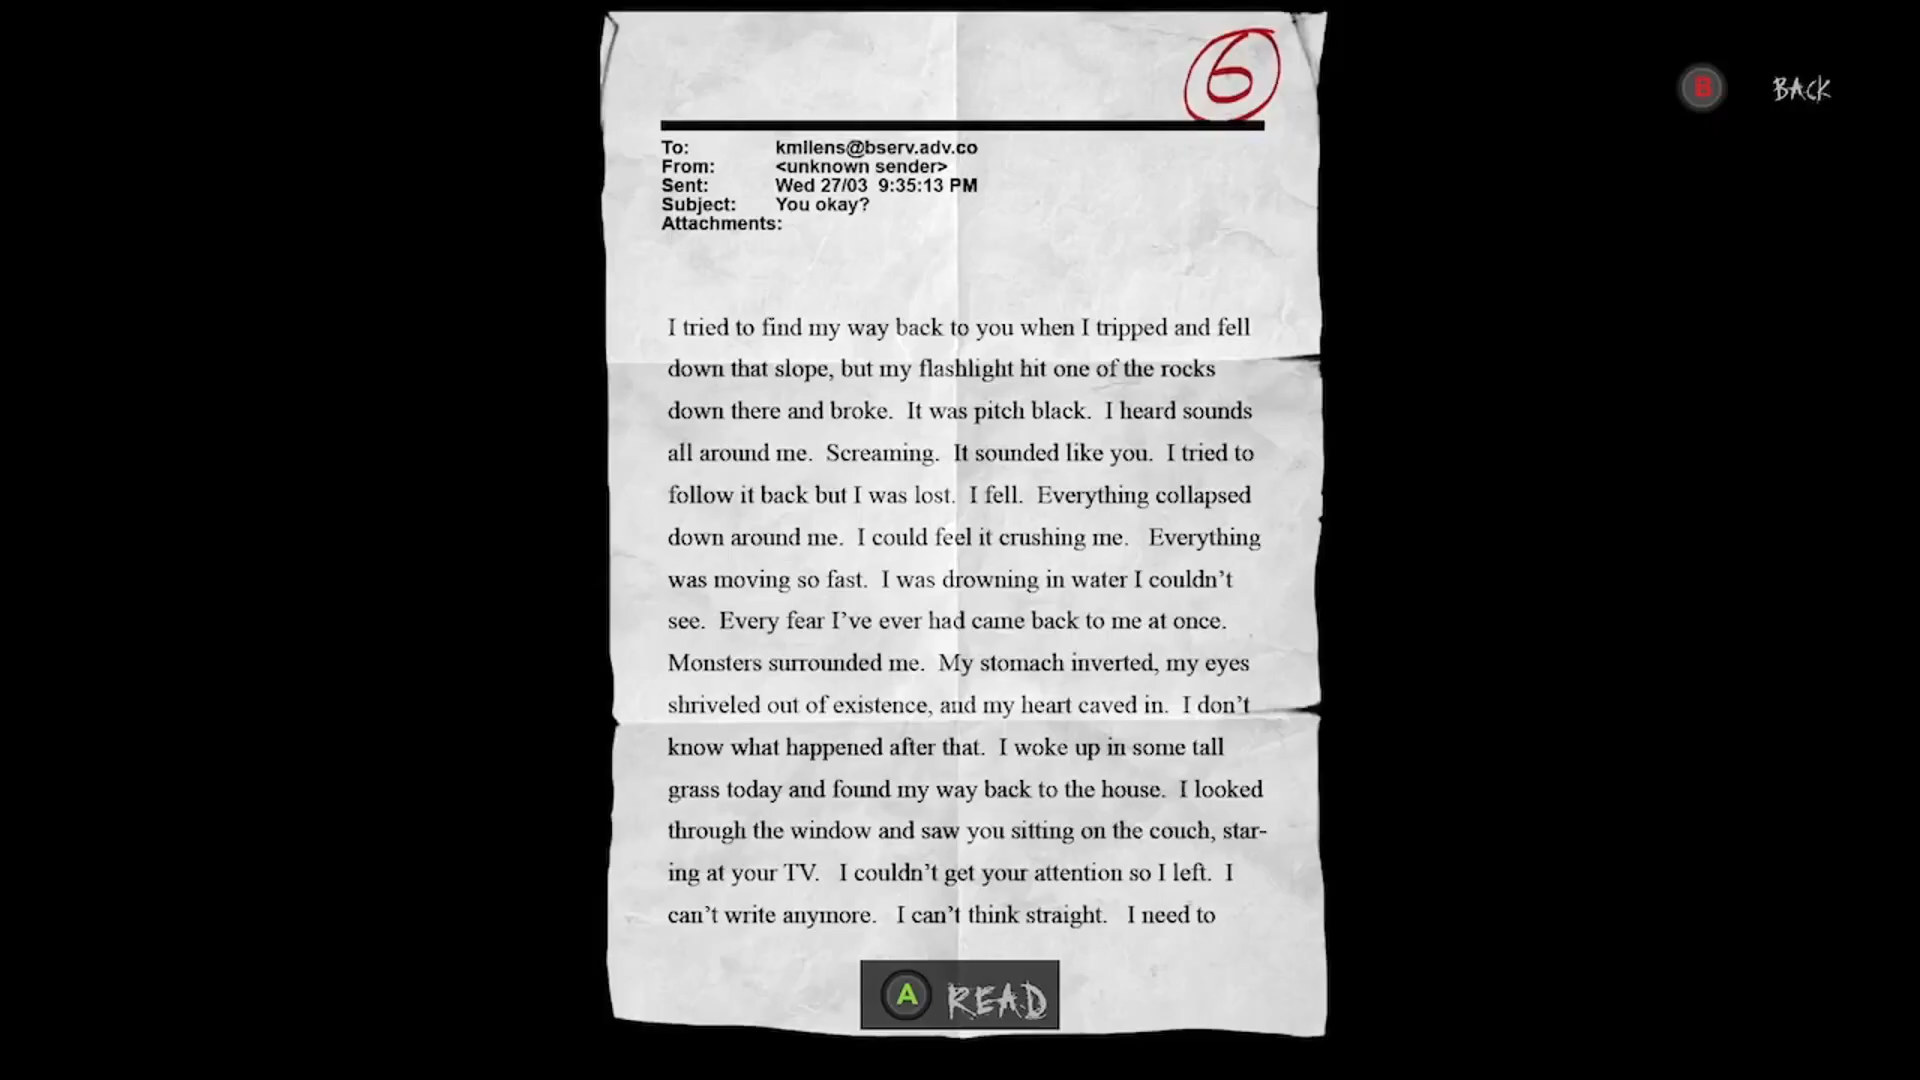 6
B BACK
To: kmilens@bserv.adv.co
From: <unknown sender>
Sent: Wed 27/03 9:35:13 PM
Subject: You okay?
Attachments:
I tried to find my way back to you when I tripped and fell
down that slope, but my flashlight hit one of the rocks
down there and broke. It was pitch black. I heard sounds
all around me. Screaming. It sounded like you. I tried to
follow it back but I was lost. I fell. Everything collapsed
down around me. I could feel it crushing me. Everything
was moving so fast. I was drowning in water I couldn't
see. Every fear I've ever had came back to me at once.
Monsters surrounded me. My stomach inverted, my eyes
shriveled out of existence, and my heart caved in. I don't
know what happened after that. I woke up in some tall
grass today and found my way back to the house. I looked
through the window and saw you sitting on the couch, star-
ing at your TV. I couldn't get your attention so I left. I
can't write anymore. I can't think straight. I need to
A READ